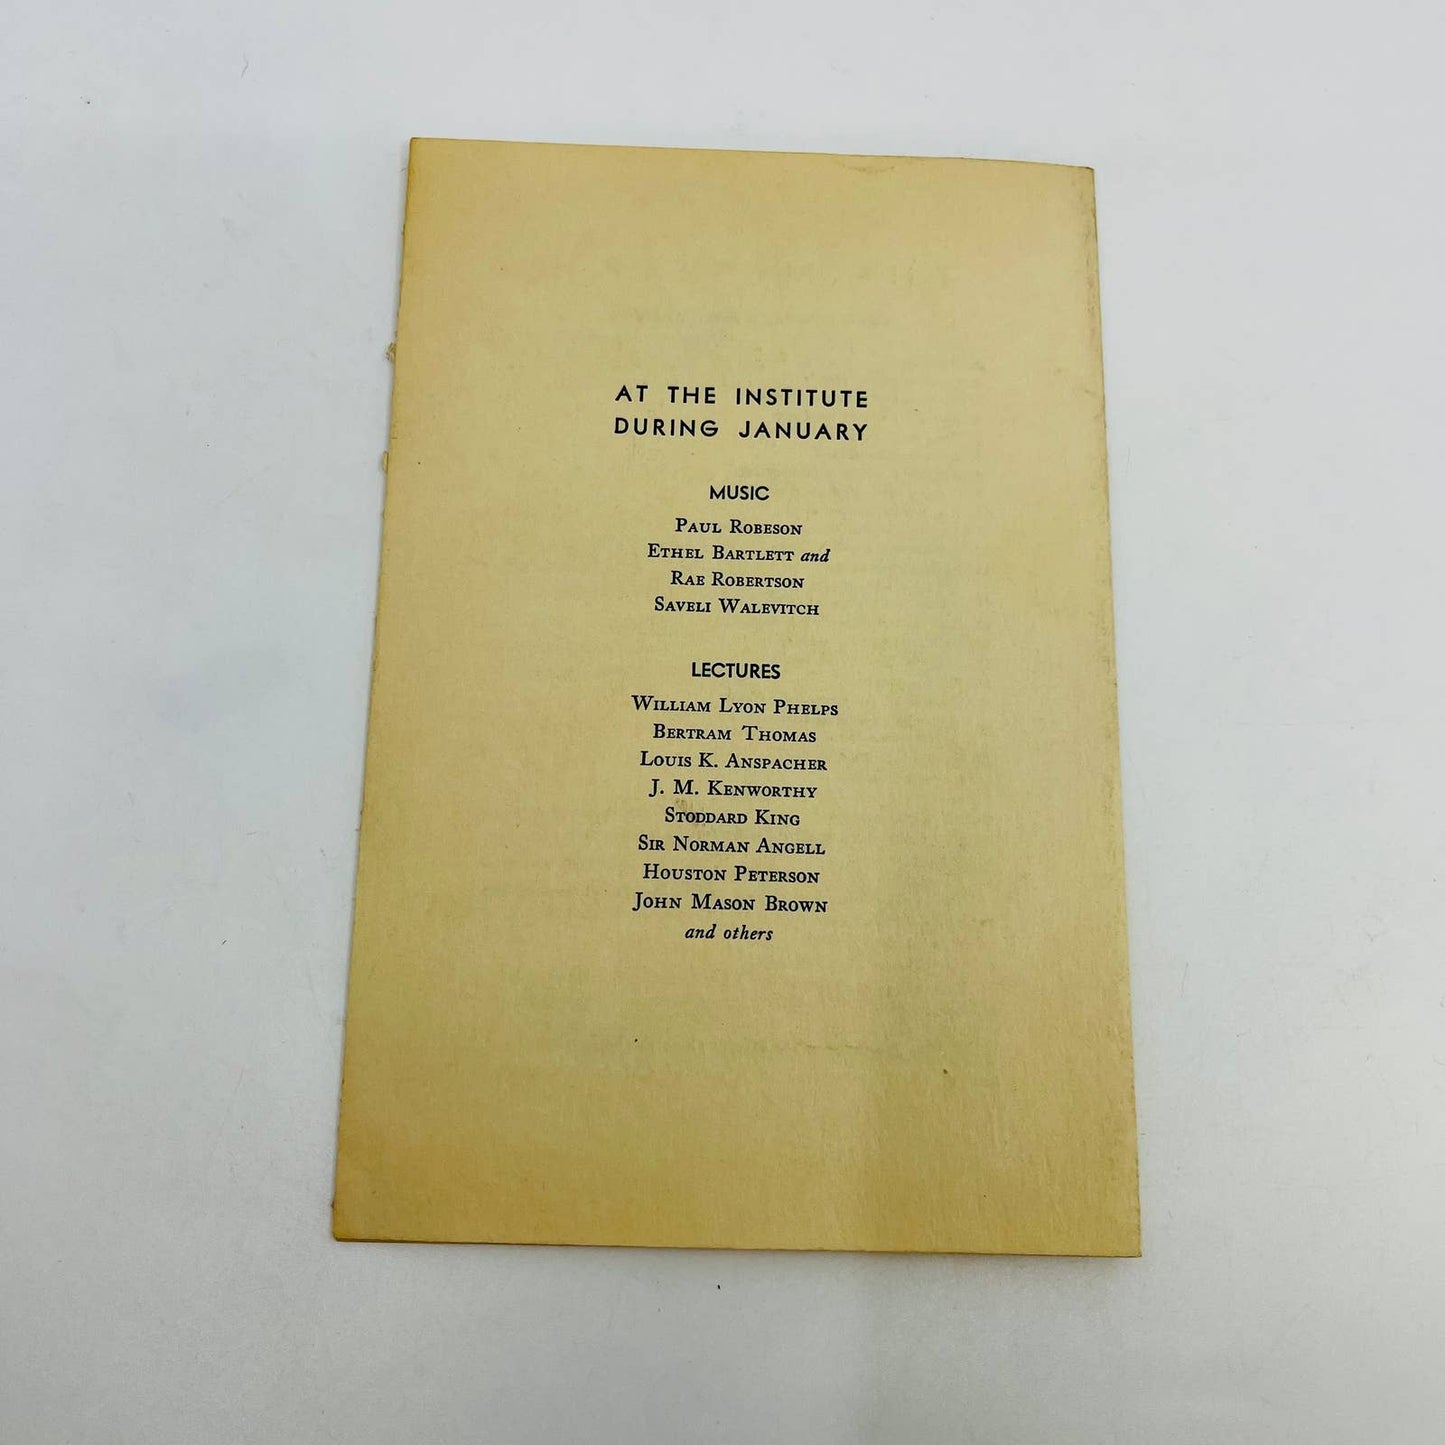 AT THE INSTITUTE
DURING JANUARY
MUSIC
PAUL ROBESON
ETHEL BARTLETT and
RAE ROBERTSON
SAVELI WALEVITCH
LECTURES
WILLIAM LYON PHELPS
BERTRAM THOMAS
LOUIS K. ANSPACHER
J. M. KENWORTHY
STODDARD KING
SIR NORMAN ANGELL
HOUSTON PETERSON
JOHN MASON BROWN
and others